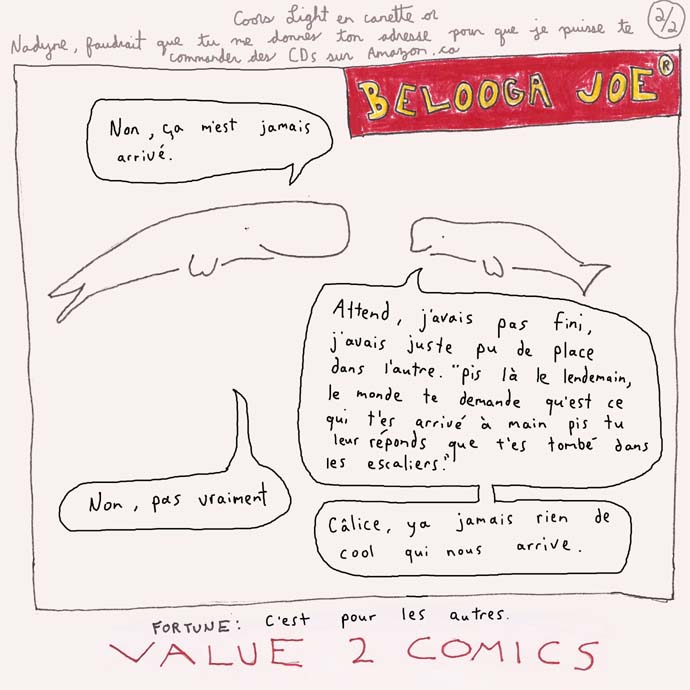 Coors Light en canette or
Nadyne, faudrait que tu me donnes ton adresse pour que je puisse te
commander des CDs sur Amazon.ca
2/2
BELOOGA JOE®
Non, ça m'est jamais
arrivé.
Attend, j'avais pas fini,
j'avais juste pu de place
dans l'autre. "pis là le lendemain,
le monde te demande qu'est ce
qui t'es arrivé à main pis tu
leur réponds que t'es tombé dans
les escaliers."
Non, pas vraiment
Câlice, ya jamais rien de
cool qui nous arrive.
FORTUNE: C'est pour les autres.
VALUE 2 COMICS